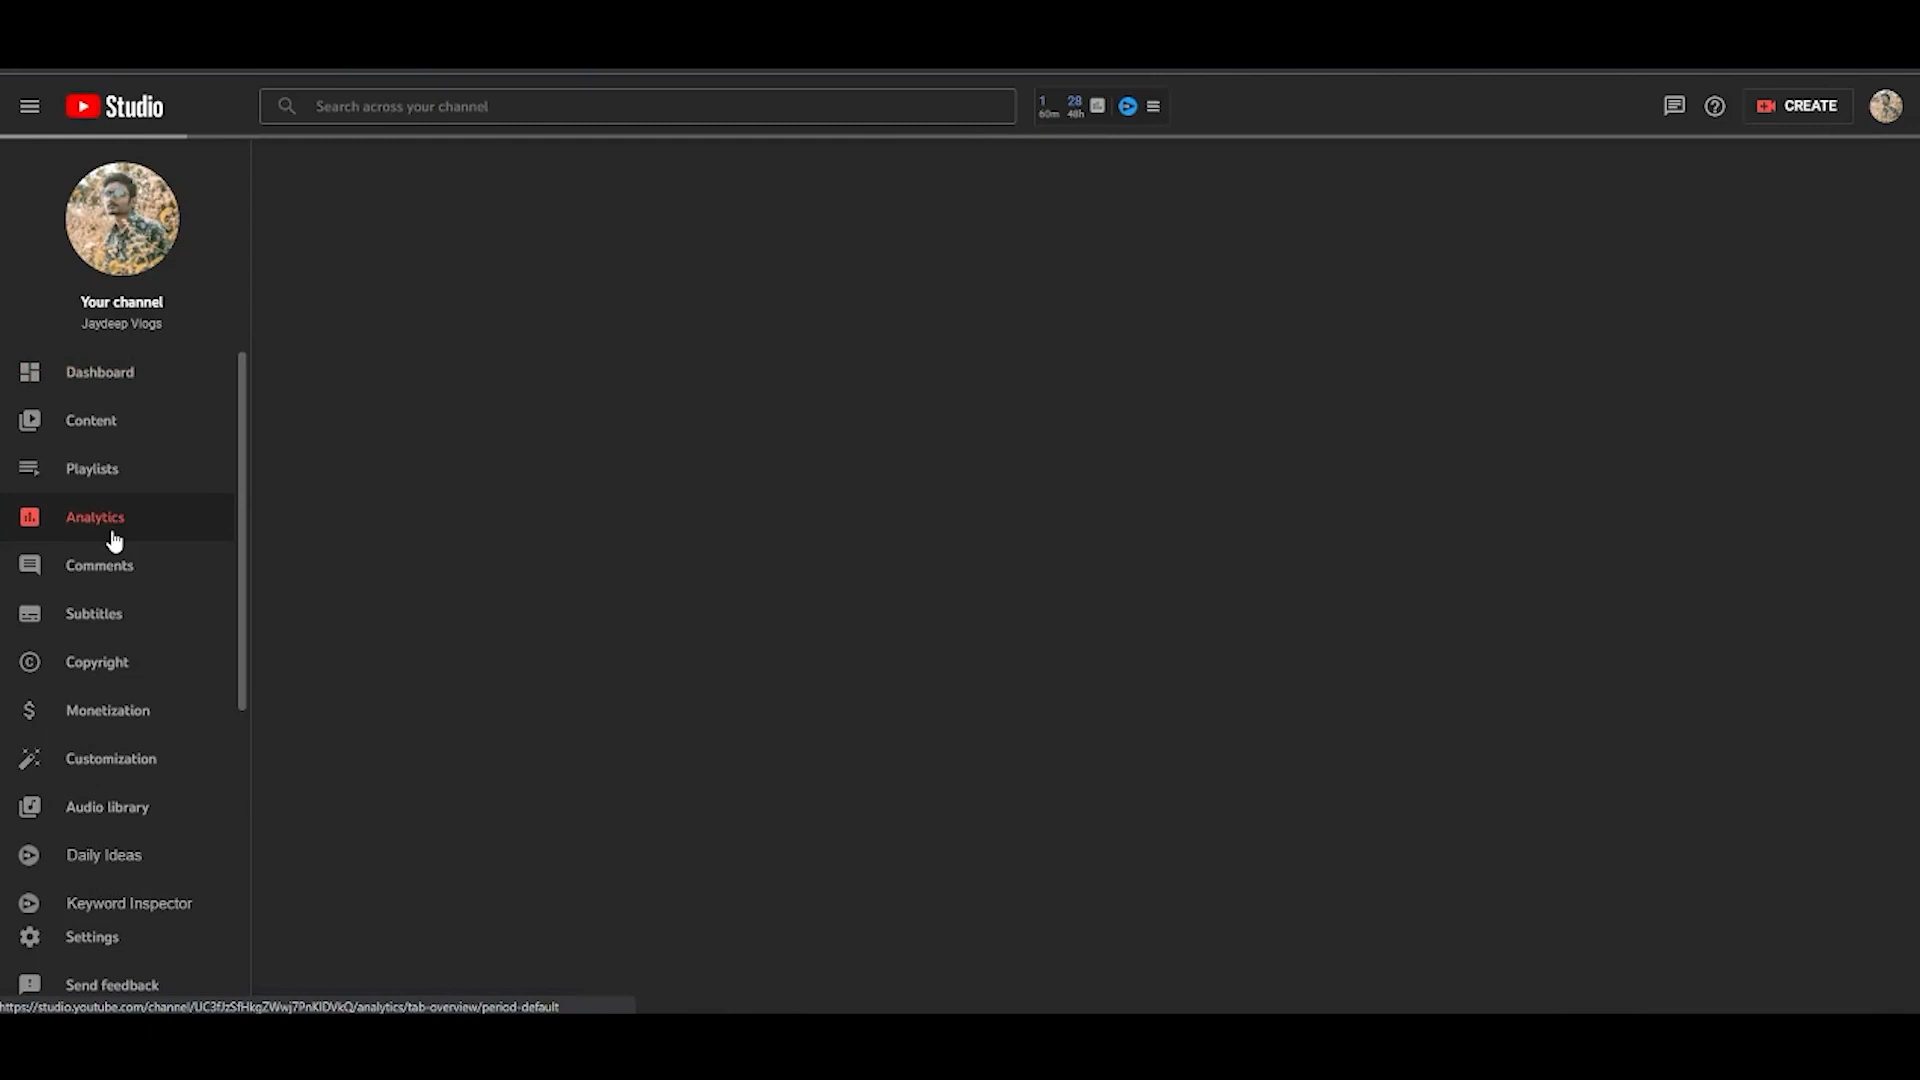 Studio
Search across your channel
1 28
60m 48h
CREATE
Your channel
Jaydeep Vlogs
Dashboard
Content
Playlists
Analytics
Comments
Subtitles
Copyright
Monetization
Customization
Audio library
Daily Ideas
Keyword Inspector
Settings
Send feedback